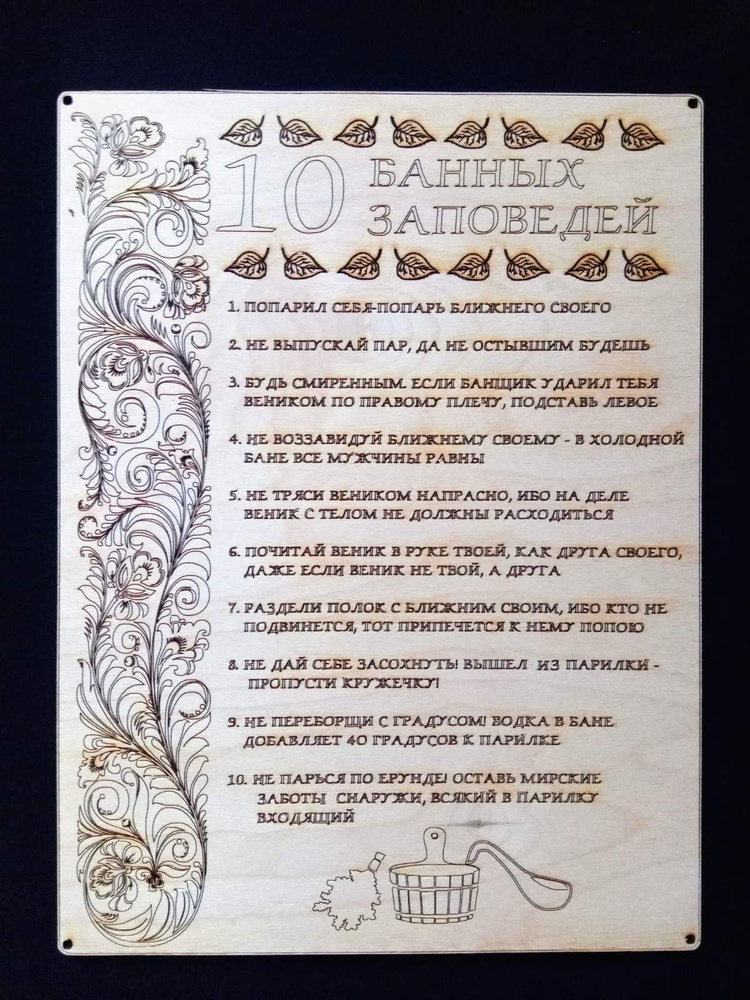 10 БАННЫХ
ЗАПОВЕДЕЙ
1. ПОПАРИЛ СЕБЯ-ПОПАРЬ БЛИЖНЕГО СВОЕГО
2. НЕ ВЫПУСКАЙ ПАР, ДА НЕ ОСТЫВШИМ БУДЕШЬ
3. БУДЬ СМИРЕННЫМ. ЕСЛИ БАНЩИК УДАРИЛ ТЕБЯ
ВЕНИКОМ ПО ПРАВОМУ ПЛЕЧУ, ПОДСТАВЬ ЛЕВОЕ
4. НЕ ВОЗЗАВИДУЙ БЛИЖНЕМУ СВОЕМУ - В ХОЛОДНОЙ
БАНЕ ВСЕ МУЖЧИНЫ РАВНЫ
5. НЕ ТРЯСИ ВЕНИКОМ НАПРАСНО, ИБО НА ДЕЛЕ
ВЕНИК С ТЕЛОМ НЕ ДОЛЖНЫ РАСХОДИТЬСЯ
6. ПОЧИТАЙ ВЕНИК В РУКЕ ТВОЕЙ, КАК ДРУГА СВОЕГО,
ДАЖЕ ЕСЛИ ВЕНИК НЕ ТВОЙ, А ДРУГА
7. РАЗДЕЛИ ПОЛОК С БЛИЖНИМ СВОИМ, ИБО КТО НЕ
ПОДВИНЕТСЯ, ТОТ ПРИПЕЧЕТСЯ К НЕМУ ПОПОЮ
8. НЕ ДАЙ СЕБЕ ЗАСОХНУТЬ! ВЫШЕЛ ИЗ ПАРИЛКИ -
ПРОПУСТИ КРУЖЕЧКУ!
9. НЕ ПЕРЕБОРЩИ С ГРАДУСОМ! ВОДКА В БАНЕ
ДОБАВЛЯЕТ 40 ГРАДУСОВ К ПАРИЛКЕ
10. НЕ ПАРЬСЯ ПО ЕРУНДЕ! ОСТАВЬ МИРСКИЕ
ЗАБОТЫ СНАРУЖИ, ВСЯКИЙ В ПАРИЛКУ
ВХОДЯЩИЙ